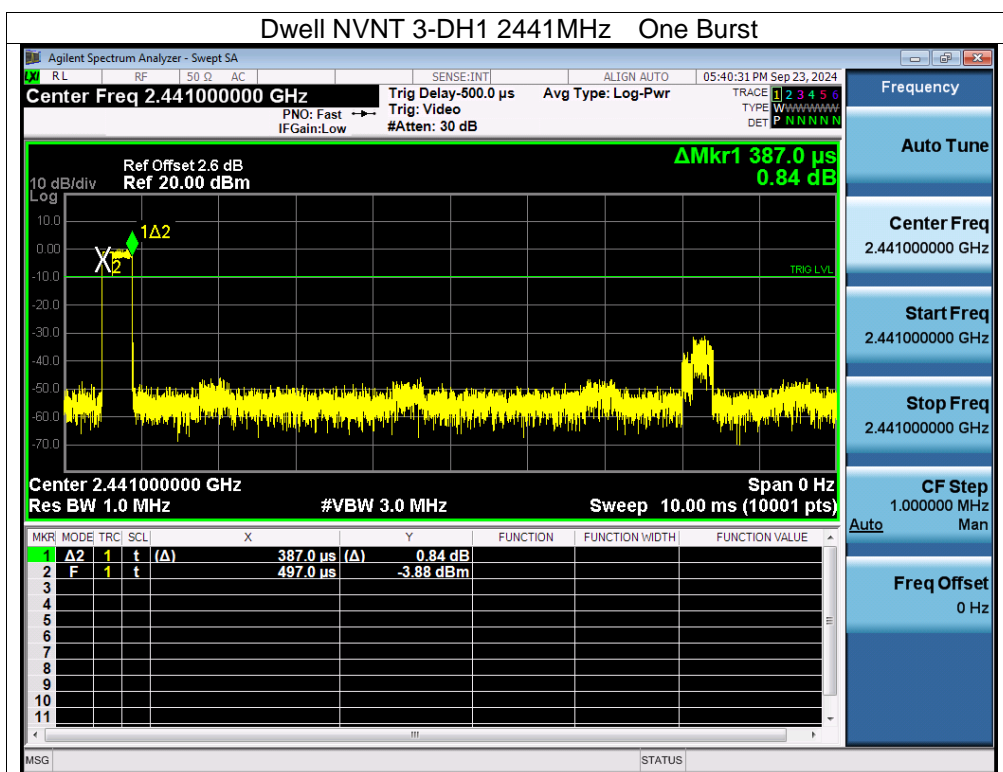 Dwell NVNT 3-DH1 2441MHz One Burst
Agilent Spectrum Analyzer - Swept SA
LXI RL RF 50 Ω AC SENSE:INT ALIGN AUTO 05:40:31 PM Sep 23, 2024
Center Freq 2.441000000 GHz
PNO: Fast
IFGain:Low
Trig Delay-500.0 µs
Trig: Video
#Atten: 30 dB
Avg Type: Log-Pwr
TRACE 1 2 3 4 5 6
TYPE WWWWWW
DET P N N N N N
ΔMkr1 387.0 µs
0.84 dB
Ref Offset 2.6 dB
10 dB/div Ref 20.00 dBm
Log
10.0
0.00
-10.0
-20.0
-30.0
-40.0
-50.0
-60.0
-70.0
1Δ2
X2
TRIG LVL
Center 2.441000000 GHz Span 0 Hz
Res BW 1.0 MHz #VBW 3.0 MHz Sweep 10.00 ms (10001 pts)
MKR MODE TRC SCL X Y FUNCTION FUNCTION WIDTH FUNCTION VALUE
1 Δ2 1 t (Δ) 387.0 µs (Δ) 0.84 dB
2 F 1 t 497.0 µs -3.88 dBm
3
4
5
6
7
8
9
10
11
MSG STATUS
Frequency
Auto Tune
Center Freq
2.441000000 GHz
Start Freq
2.441000000 GHz
Stop Freq
2.441000000 GHz
CF Step
1.000000 MHz
Auto Man
Freq Offset
0 Hz